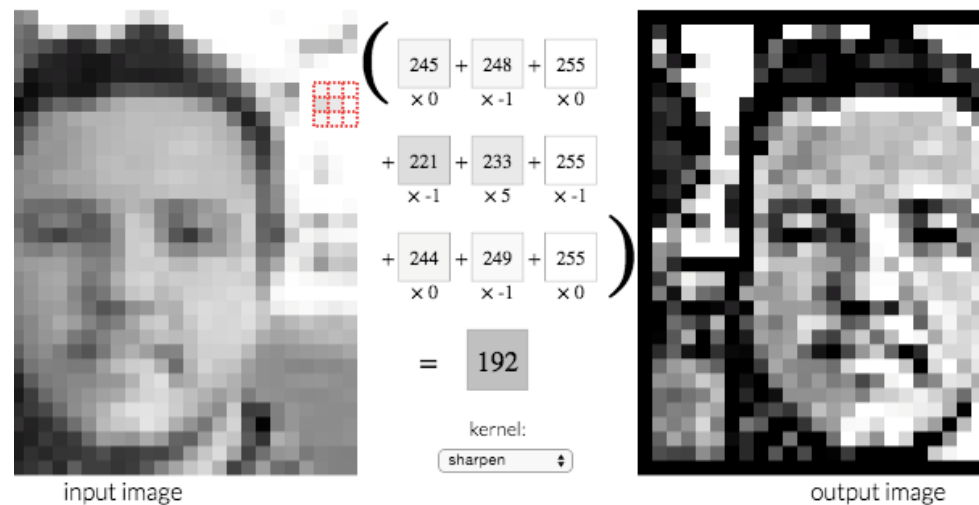 ( 245 + 248 + 255
× 0 × -1 × 0
+ 221 + 233 + 255
× -1 × 5 × -1
+ 244 + 249 + 255 )
× 0 × -1 × 0
= 192
kernel:
sharpen
input image
output image